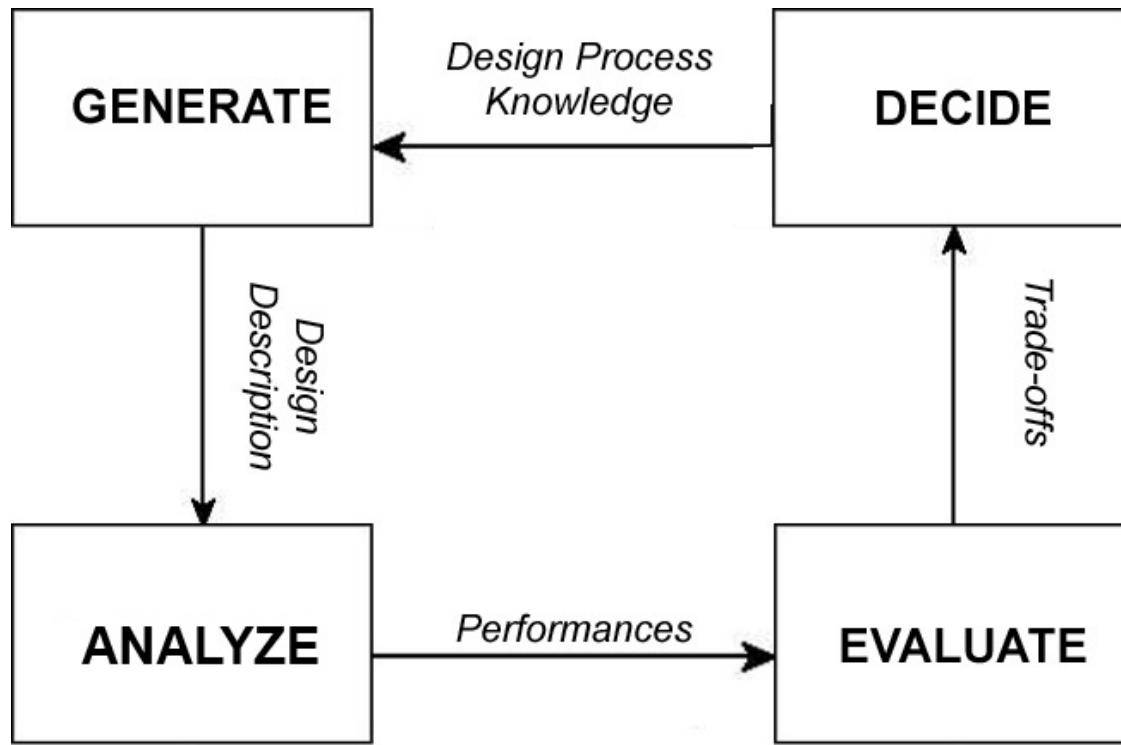 GENERATE
Design Process
Knowledge
DECIDE
Design
Description
Trade-offs
ANALYZE
Performances
EVALUATE